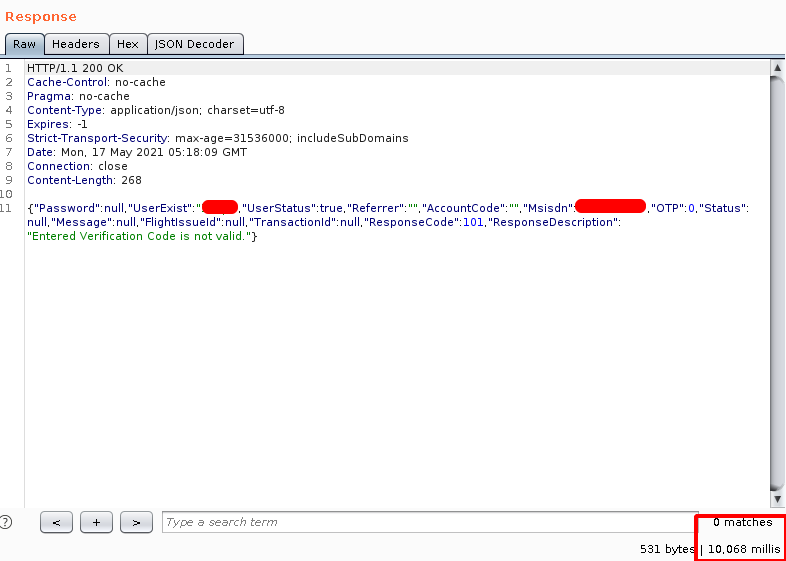 Response
Raw Headers Hex JSON Decoder
1 HTTP/1.1 200 OK
2 Cache-Control: no-cache
3 Pragma: no-cache
4 Content-Type: application/json; charset=utf-8
5 Expires: -1
6 Strict-Transport-Security: max-age=31536000; includeSubDomains
7 Date: Mon, 17 May 2021 05:18:09 GMT
8 Connection: close
9 Content-Length: 268
10
11 {"Password":null,"UserExist":" ,"UserStatus":true,"Referrer":"","AccountCode":"","Msisdn": ,"OTP":0,"Status":
null,"Message":null,"FlightIssueId":null,"TransactionId":null,"ResponseCode":101,"ResponseDescription":
"Entered Verification Code is not valid."}
? < + > Type a search term 0 matches
531 bytes | 10,068 millis